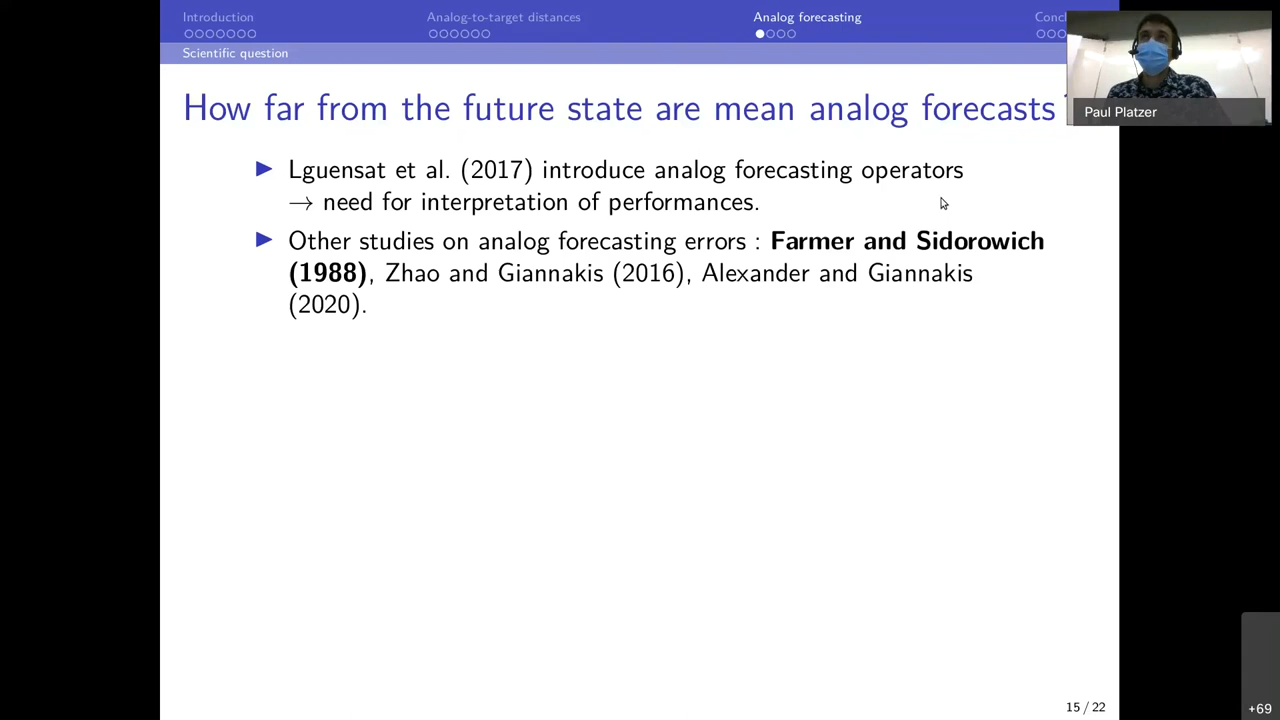 Introduction
Analog-to-target distances
Analog forecasting
Scientific question
Paul Platzer
How far from the future state are mean analog forecasts
Lguensat et al. (2017) introduce analog forecasting operators
→ need for interpretation of performances.
Other studies on analog forecasting errors : Farmer and Sidorowich
(1988), Zhao and Giannakis (2016), Alexander and Giannakis
(2020).
15 / 22
+69